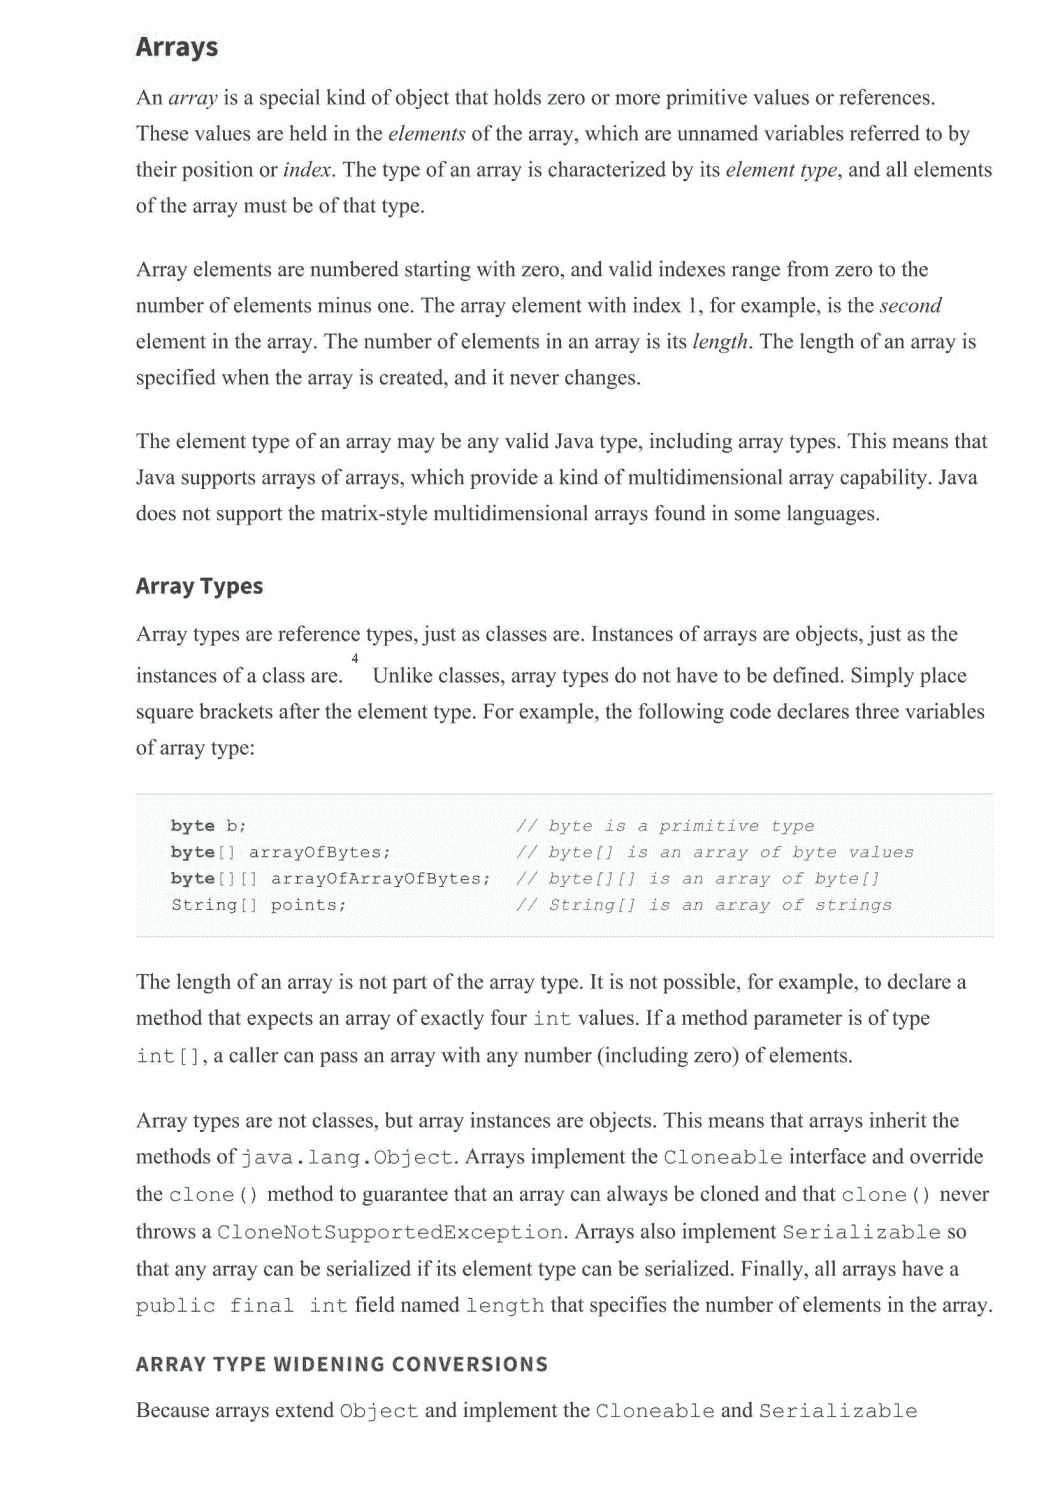 Arrays
An array is a special kind of object that holds zero or more primitive values or references.
These values are held in the elements of the array, which are unnamed variables referred to by
their position or index. The type of an array is characterized by its element type, and all elements
of the array must be of that type.
Array elements are numbered starting with zero, and valid indexes range from zero to the
number of elements minus one. The array element with index 1, for example, is the second
element in the array. The number of elements in an array is its length. The length of an array is
specified when the array is created, and it never changes.
The element type of an array may be any valid Java type, including array types. This means that
Java supports arrays of arrays, which provide a kind of multidimensional array capability. Java
does not support the matrix-style multidimensional arrays found in some languages.
Array Types
Array types are reference types, just as classes are. Instances of arrays are objects, just as the
instances of a class are. 4 Unlike classes, array types do not have to be defined. Simply place
square brackets after the element type. For example, the following code declares three variables
of array type:
byte b; // byte is a primitive type
byte[] arrayOfBytes; // byte[] is an array of byte values
byte[][] arrayOfArrayOfBytes; // byte[][] is an array of byte[]
String[] points; // String[] is an array of strings
The length of an array is not part of the array type. It is not possible, for example, to declare a
method that expects an array of exactly four int values. If a method parameter is of type
int[], a caller can pass an array with any number (including zero) of elements.
Array types are not classes, but array instances are objects. This means that arrays inherit the
methods of java.lang.Object. Arrays implement the Cloneable interface and override
the clone() method to guarantee that an array can always be cloned and that clone() never
throws a CloneNotSupportedException. Arrays also implement Serializable so
that any array can be serialized if its element type can be serialized. Finally, all arrays have a
public final int field named length that specifies the number of elements in the array.
ARRAY TYPE WIDENING CONVERSIONS
Because arrays extend Object and implement the Cloneable and Serializable